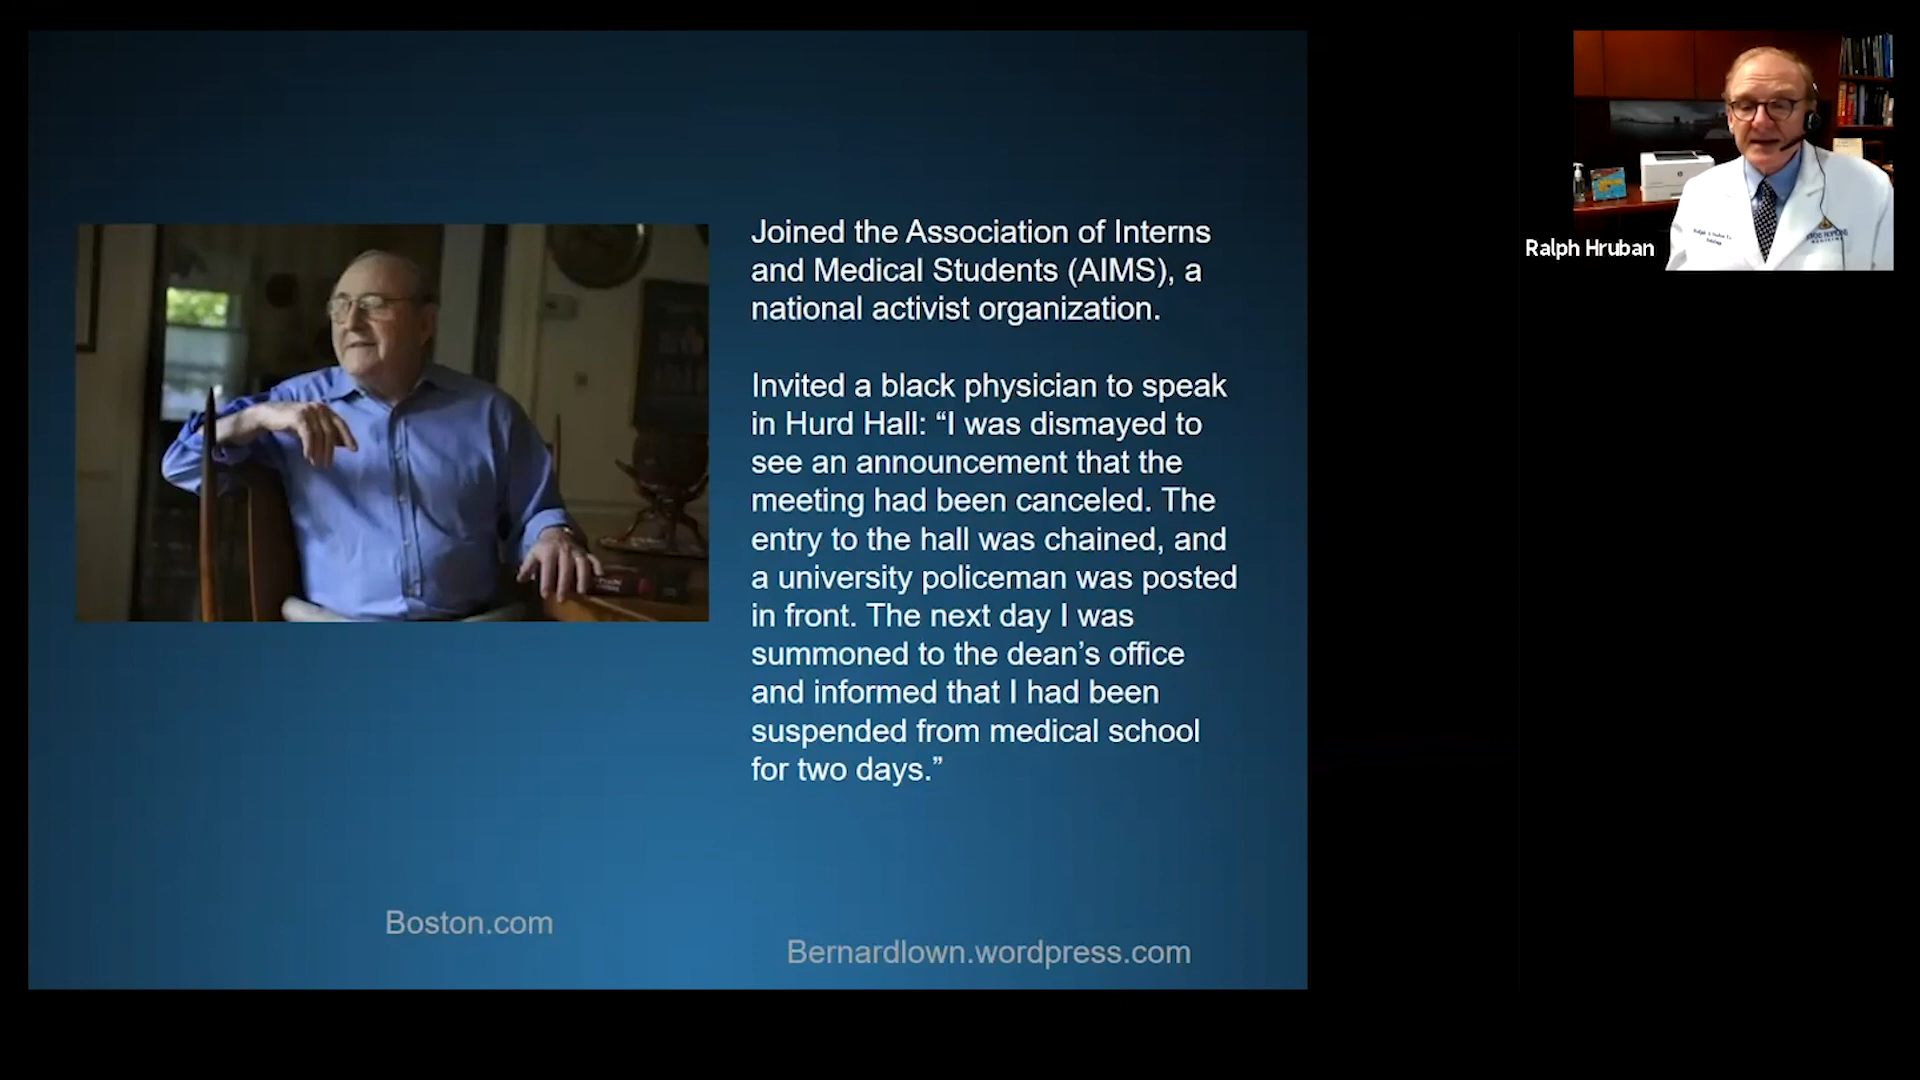 Joined the Association of Interns
and Medical Students (AIMS), a
national activist organization.
Invited a black physician to speak
in Hurd Hall: “I was dismayed to
see an announcement that the
meeting had been canceled. The
entry to the hall was chained, and
a university policeman was posted
in front. The next day I was
summoned to the dean’s office
and informed that I had been
suspended from medical school
for two days.”
Boston.com
Bernardlown.wordpress.com
Ralph Hruban